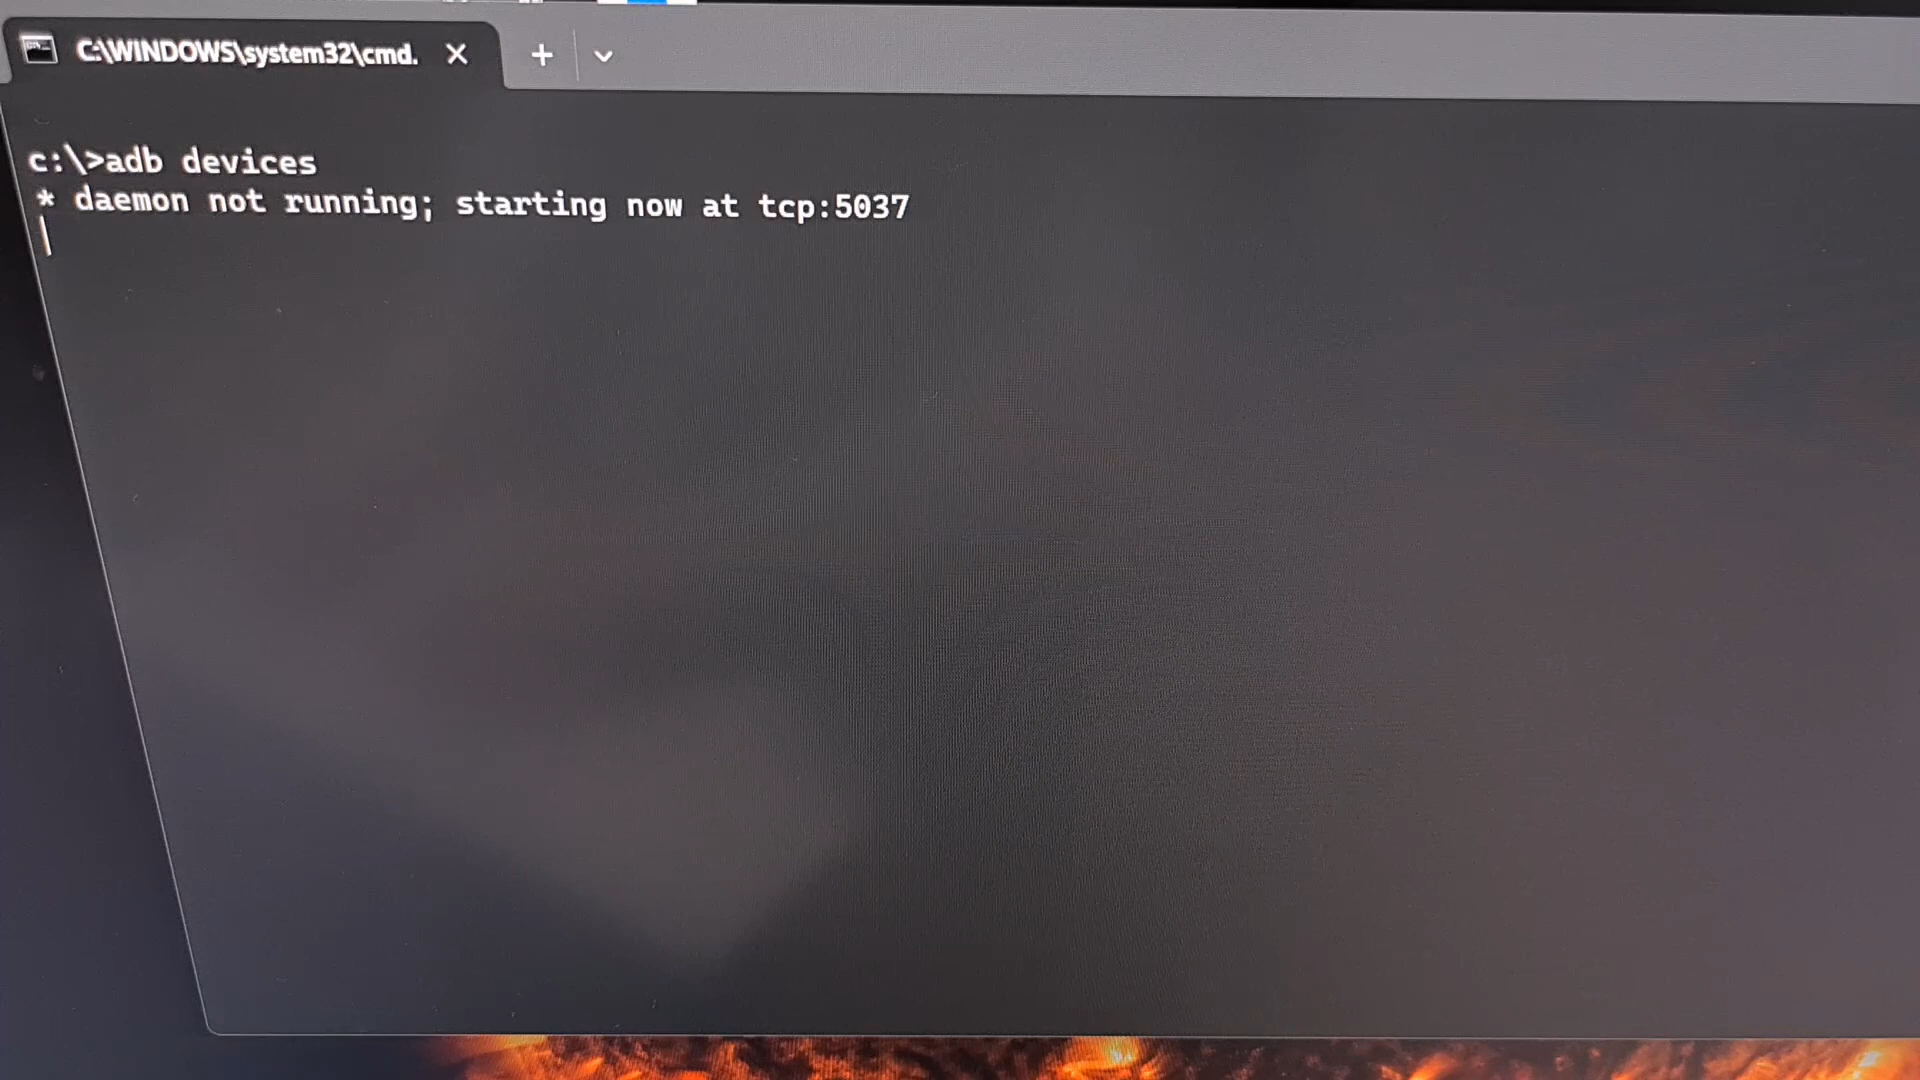 C:\WINDOWS\system32\cmd.
c:\>adb devices
* daemon not running; starting now at tcp:5037